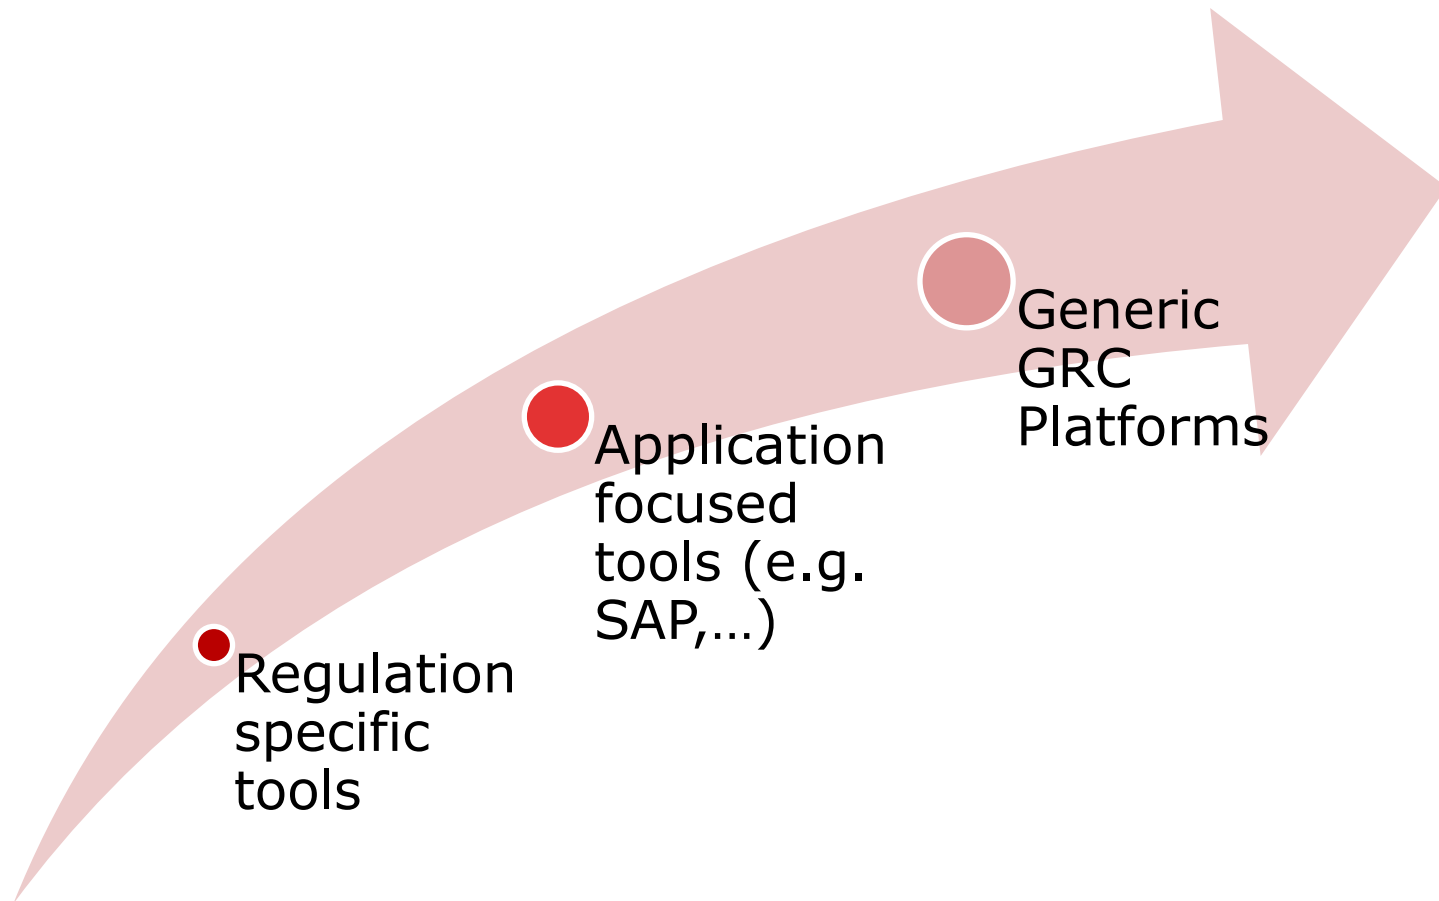 Generic
GRC
Platforms
Application
focused
tools (e.g.
SAP,...)
Regulation
specific
tools